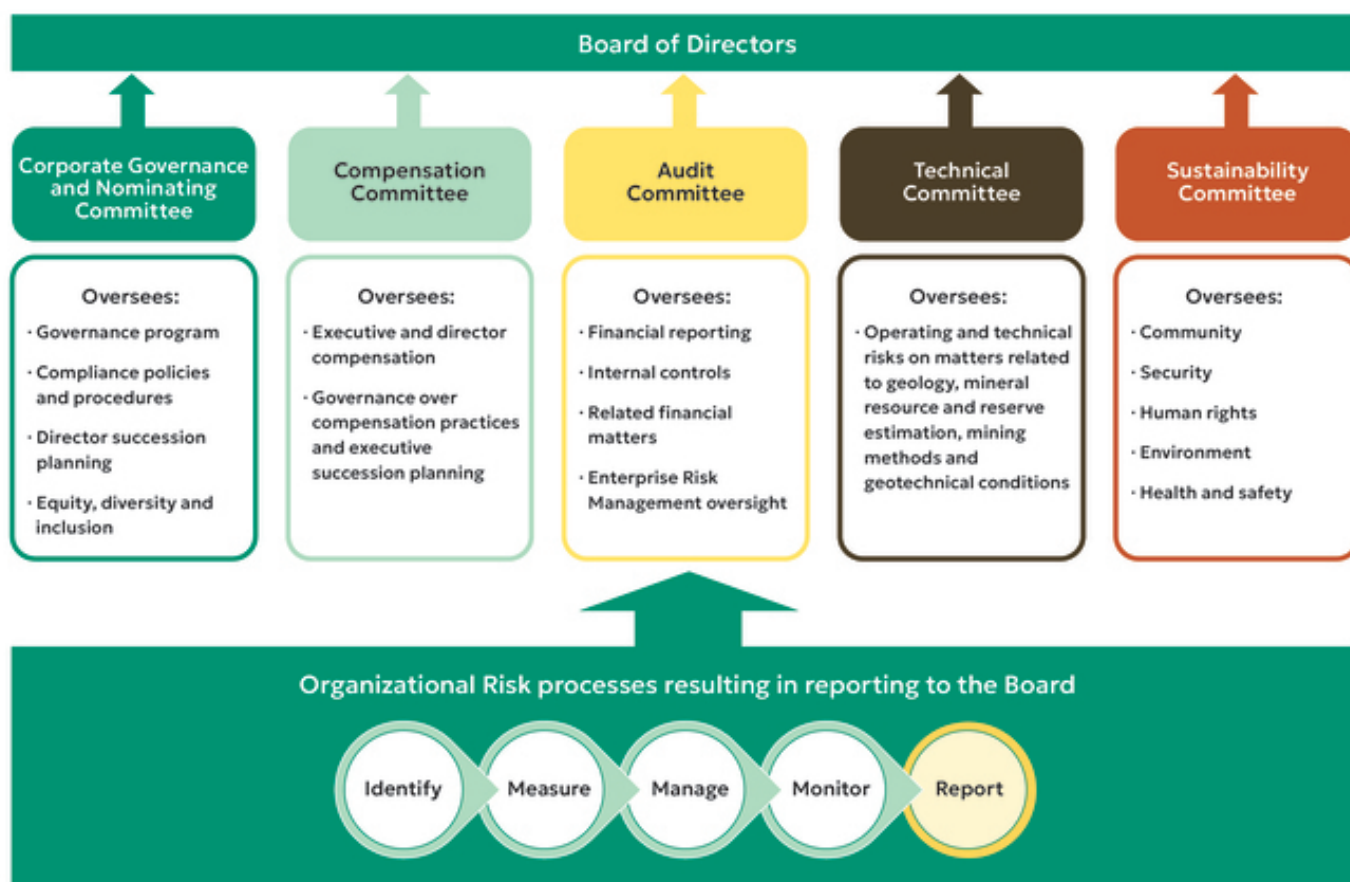 Board of Directors
Corporate Governance
and Nominating
Committee
Compensation
Committee
Audit
Committee
Technical
Committee
Sustainability
Committee
Oversees:
· Governance program
· Compliance policies
and procedures
· Director succession
planning
· Equity, diversity and
inclusion
Oversees:
· Executive and director
compensation
· Governance over
compensation practices
and executive
succession planning
Oversees:
· Financial reporting
· Internal controls
· Related financial
matters
· Enterprise Risk
Management oversight
Oversees:
· Operating and technical
risks on matters related
to geology, mineral
resource and reserve
estimation, mining
methods and
geotechnical conditions
Oversees:
· Community
· Security
· Human rights
· Environment
· Health and safety
Organizational Risk processes resulting in reporting to the Board
Identify
Measure
Manage
Monitor
Report